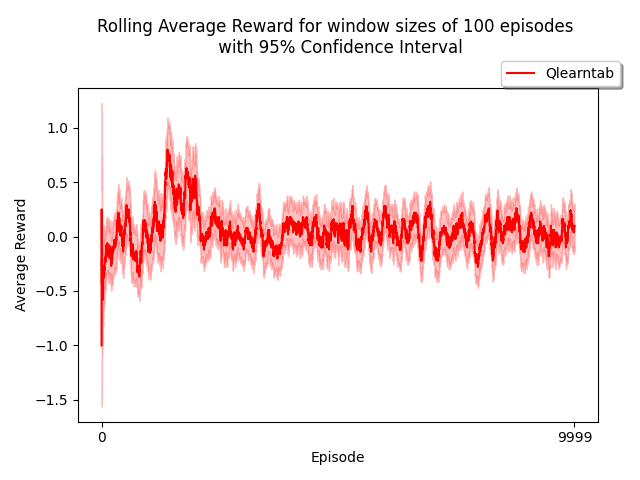 Rolling Average Reward for window sizes of 100 episodes
with 95% Confidence Interval
Qlearntab
Average Reward
1.0
0.5
0.0
−0.5
−1.0
−1.5
0
9999
Episode